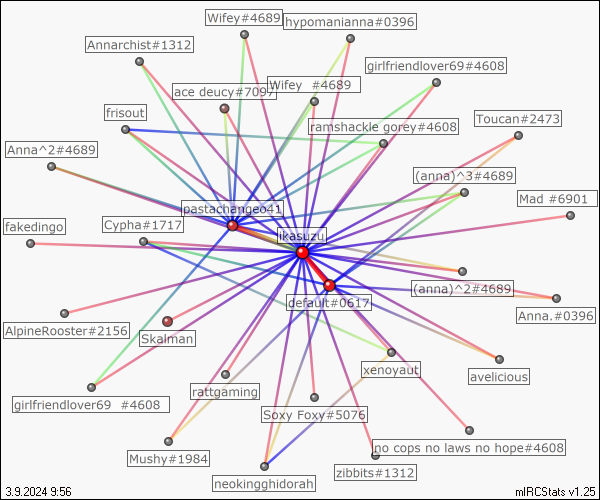 Wifey#4689
hypomanianna#0396
Annarchist#1312
girlfriendlover69#4608
ace deucy#7097
Wifey  #4689
frisout
ramshackle gorey#4608
Toucan#2473
Anna^2#4689
(anna)^3#4689
Mad #6901
pastachangeo41
fakedingo
Cypha#1717
ikasuzu
(anna)^2#4689
default#0617
Anna.#0396
AlpineRooster#2156
Skalman
xenoyaut
avelicious
girlfriendlover69  #4608
rattgaming
Soxy Foxy#5076
no cops no laws no hope#4608
Mushy#1984
zibbits#1312
neokingghidorah
3.9.2024 9:56
mIRCStats v1.25